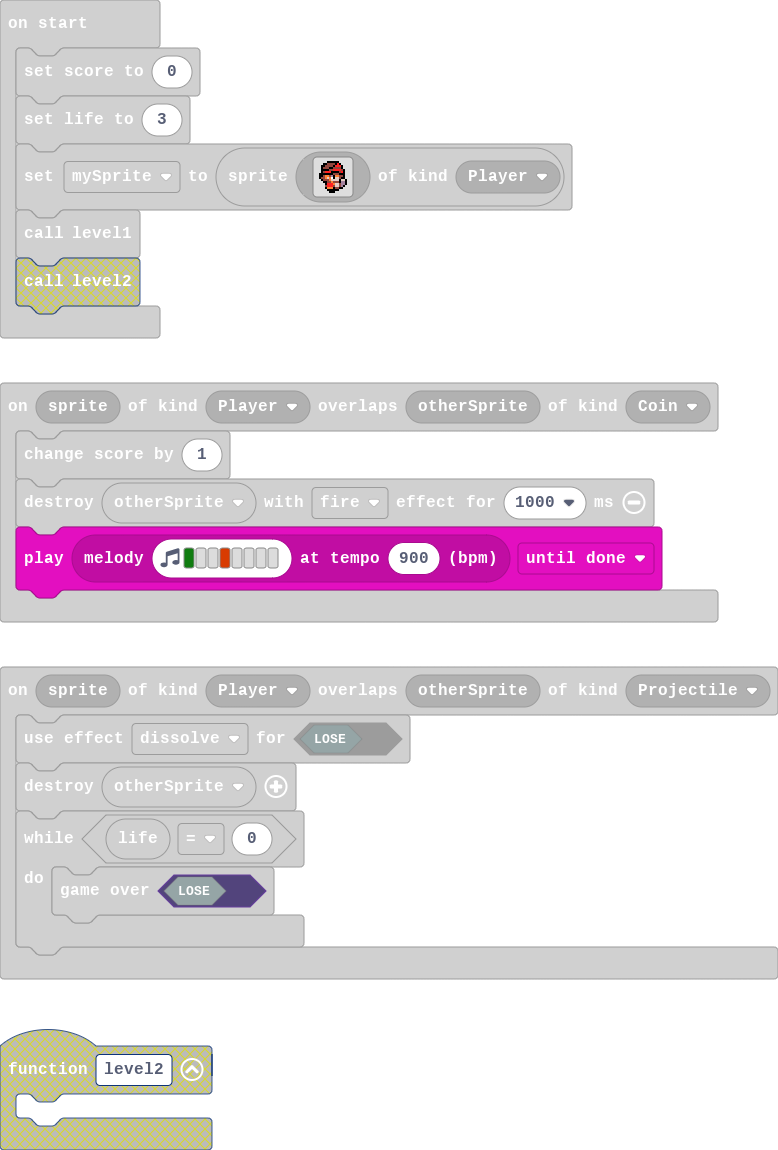 on start
set score to 0
set life to 3
set mySprite to sprite of kind Player
call level1
call level2
on sprite of kind Player overlaps otherSprite of kind Coin
change score by 1
destroy otherSprite with fire effect for 1000 ms
play melody at tempo 900 (bpm) until done
on sprite of kind Player overlaps otherSprite of kind Projectile
use effect dissolve for LOSE
destroy otherSprite
while life = 0
do
game over LOSE
function level2